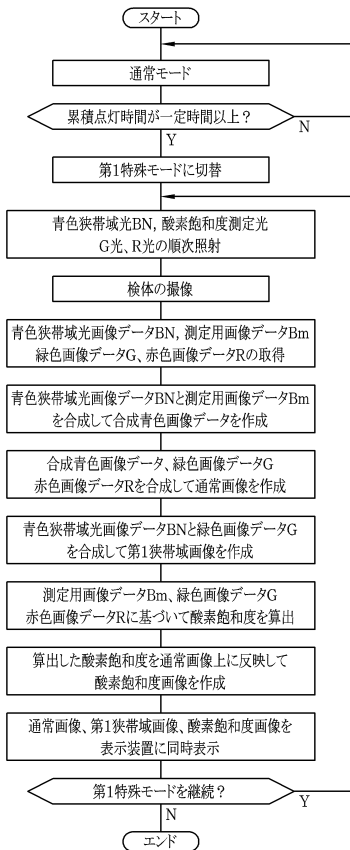 スタート
通常モード
累積点灯時間が一定時間以上？
N
Y
第1特殊モードに切替
青色狭帯域光BN，酸素飽和度測定光
G光、R光の順次照射
検体の撮像
青色狭帯域光画像データBN，測定用画像データBm
緑色画像データG、赤色画像データRの取得
青色狭帯域光画像データBNと測定用画像データBm
を合成して合成青色画像データを作成
合成青色画像データ、緑色画像データG
赤色画像データRを合成して通常画像を作成
青色狭帯域光画像データBNと緑色画像データG
を合成して第1狭帯域画像を作成
測定用画像データBm、緑色画像データG
赤色画像データRに基づいて酸素飽和度を算出
算出した酸素飽和度を通常画像上に反映して
酸素飽和度画像を作成
通常画像、第1狭帯域画像、酸素飽和度画像を
表示装置に同時表示
第1特殊モードを継続？
Y
N
エンド